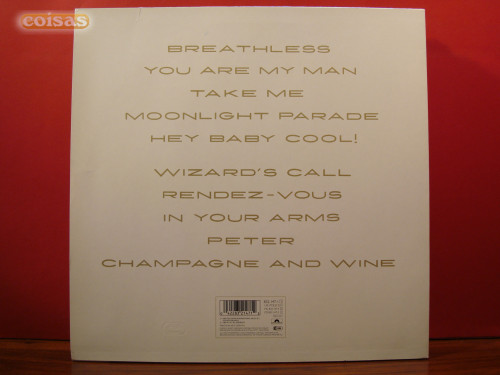 coisas
BREATHLESS
YOU ARE MY MAN
TAKE ME
MOONLIGHT PARADE
HEY BABY COOL!
WIZARD'S CALL
RENDEZ-VOUS
IN YOUR ARMS
PETER
CHAMPAGNE AND WINE